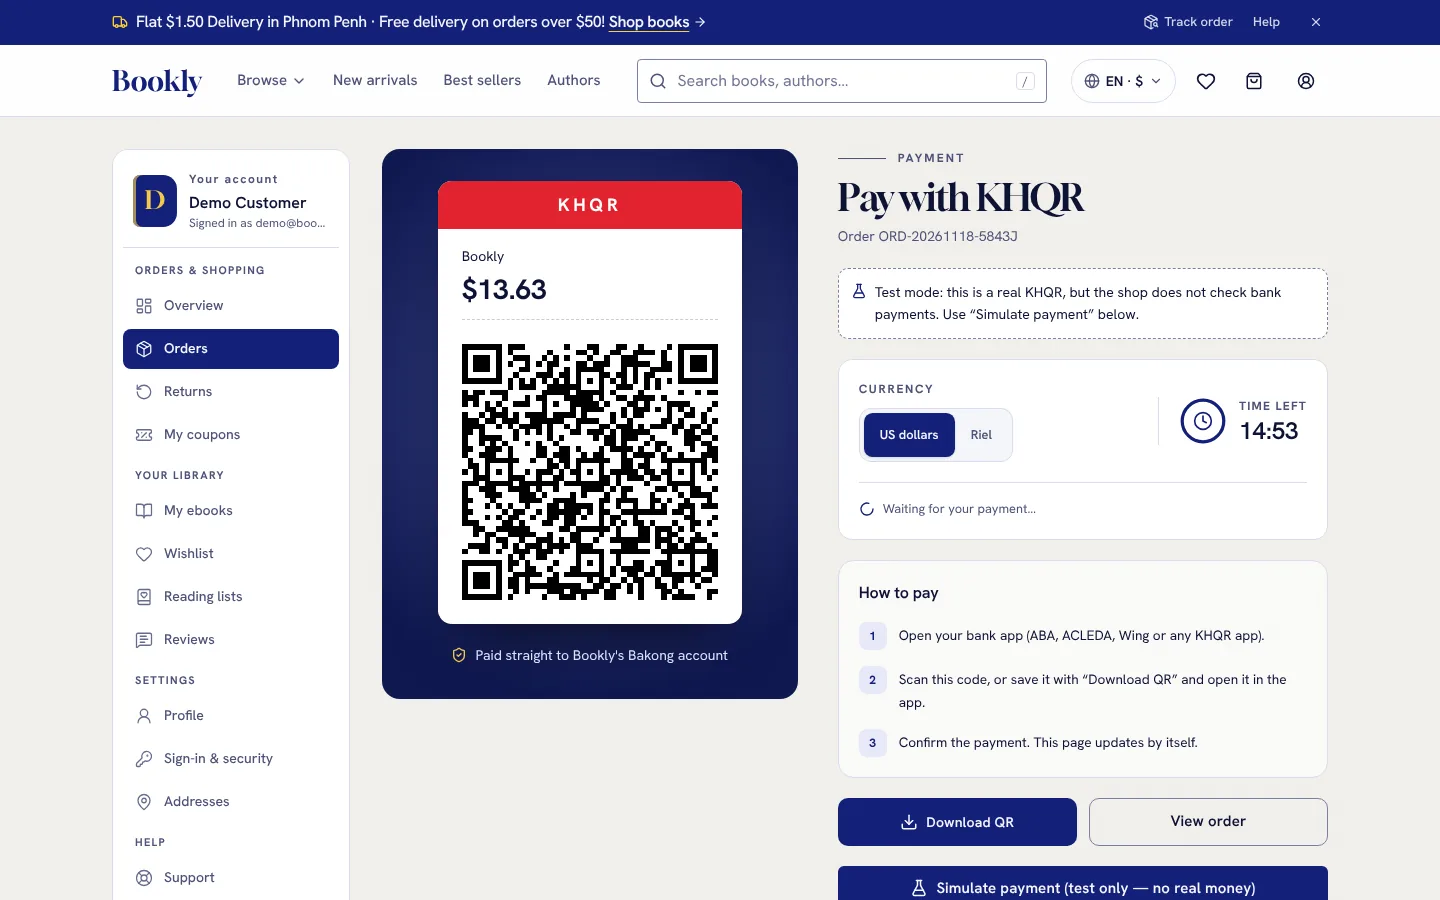 Flat $1.50 Delivery in Phnom Penh · Free delivery on orders over $50! Shop books →
Track order
Help
Bookly
Browse
New arrivals
Best sellers
Authors
Search books, authors...
/
EN · $
D
Your account
Demo Customer
Signed in as demo@boo...
ORDERS & SHOPPING
Overview
Orders
Returns
My coupons
YOUR LIBRARY
My ebooks
Wishlist
Reading lists
Reviews
SETTINGS
Profile
Sign-in & security
Addresses
HELP
Support
KHQR
Bookly
$13.63
Paid straight to Bookly's Bakong account
PAYMENT
Pay with KHQR
Order ORD-20261118-5843J
Test mode: this is a real KHQR, but the shop does not check bank
payments. Use “Simulate payment” below.
CURRENCY
US dollars
Riel
TIME LEFT
14:53
Waiting for your payment...
How to pay
1 Open your bank app (ABA, ACLEDA, Wing or any KHQR app).
2 Scan this code, or save it with “Download QR” and open it in the
app.
3 Confirm the payment. This page updates by itself.
Download QR
View order
Simulate payment (test only — no real money)